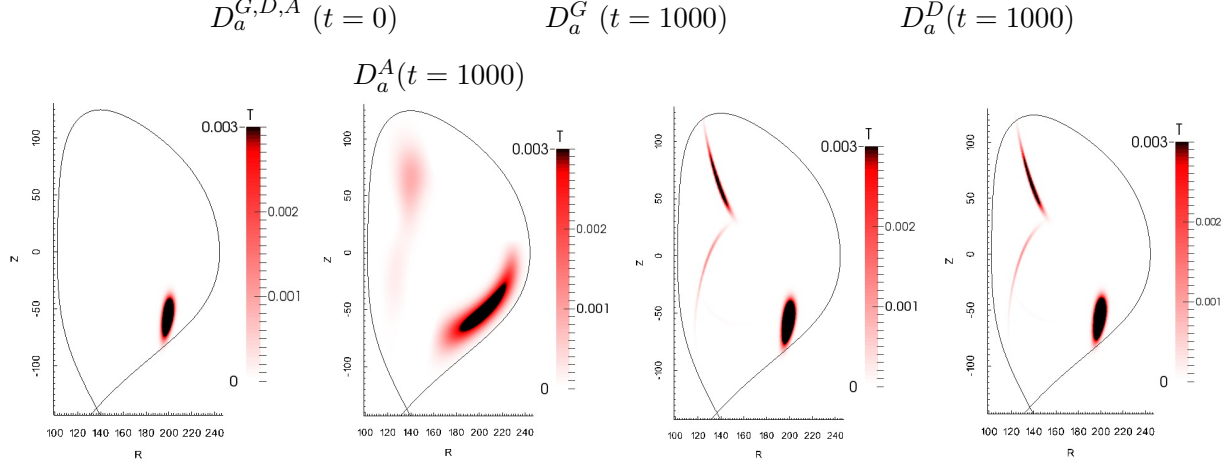 D_a^{G,D,A} (t = 0) D_a^G (t = 1000) D_a^D(t = 1000)
D_a^A(t = 1000)
T T T T
0.003 0.003 0.003 0.003
0.002 0.002 0.002 0.002
0.001 0.001 0.001 0.001
0 0 0 0
100 100 100 100
50 50 50 50
0 0 0 0
-50 -50 -50 -50
-100 -100 -100 -100
Z Z Z Z
100 120 140 160 180 200 220 240 100 120 140 160 180 200 220 240 100 120 140 160 180 200 220 240 100 120 140 160 180 200 220 240
R R R R